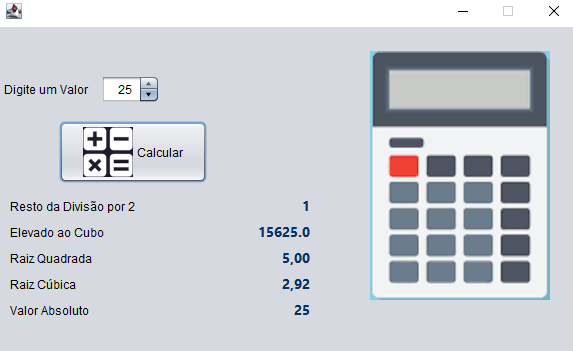 Digite um Valor 25
Calcular
Resto da Divisão por 2 1
Elevado ao Cubo 15625.0
Raiz Quadrada 5,00
Raiz Cúbica 2,92
Valor Absoluto 25